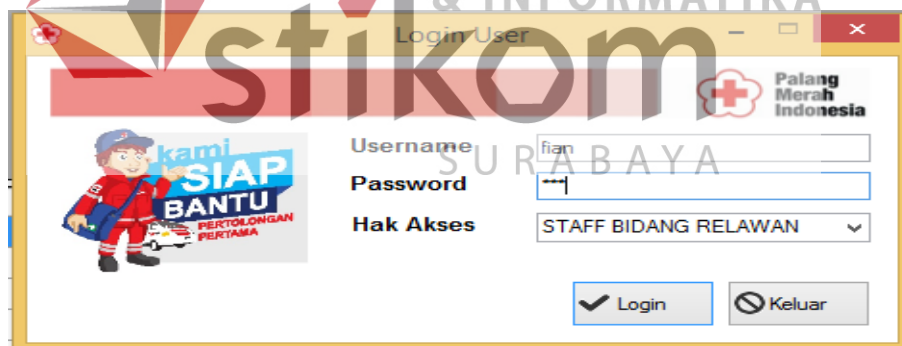 & INFORMATIKA
Login User
stikom
Palang
Merah
Indonesia
kami
SIAP
BANTU
PERTOLONGAN
PERTAMA
Username fian
SURABAYA
Password ***
Hak Akses STAFF BIDANG RELAWAN
Login Keluar